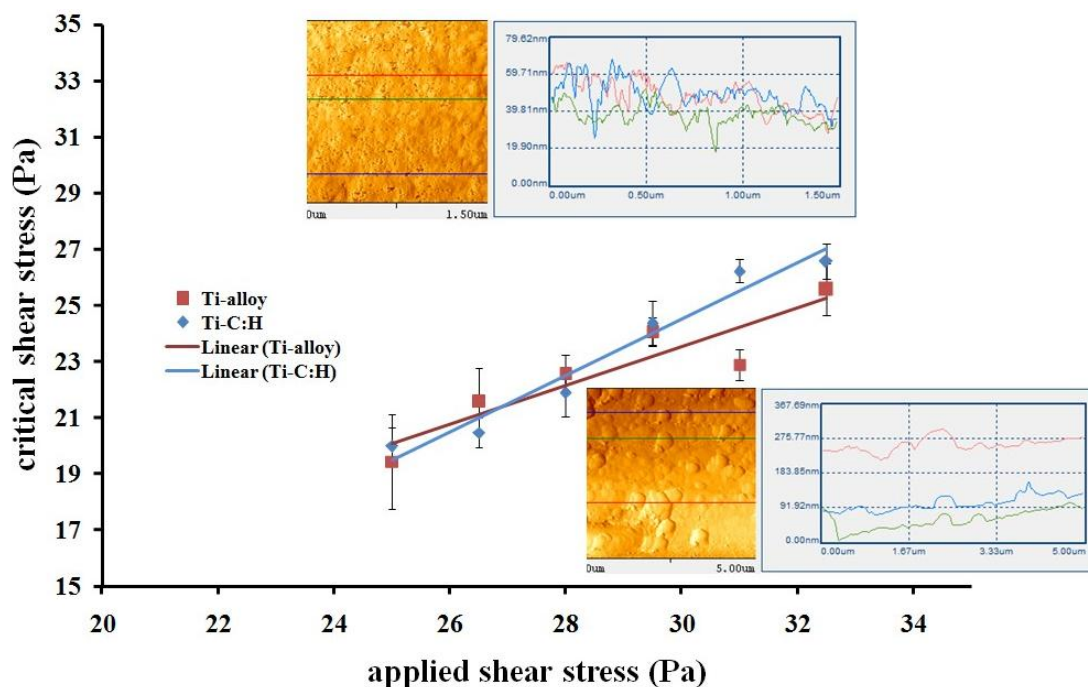 35
33
31
29
27
25
23
21
19
17
15
critical shear stress (Pa)
20 22 24 26 28 30 32 34
applied shear stress (Pa)
Ti-alloy
Ti-C:H
Linear (Ti-alloy)
Linear (Ti-C:H)
0um 1.50um
79.62nm
59.71nm
39.81nm
19.90nm
0.00nm
0.00um 0.50um 1.00um 1.50um
0um 5.00um
367.69nm
275.77nm
183.85nm
91.92nm
0.00nm
0.00um 1.67um 3.33um 5.00um